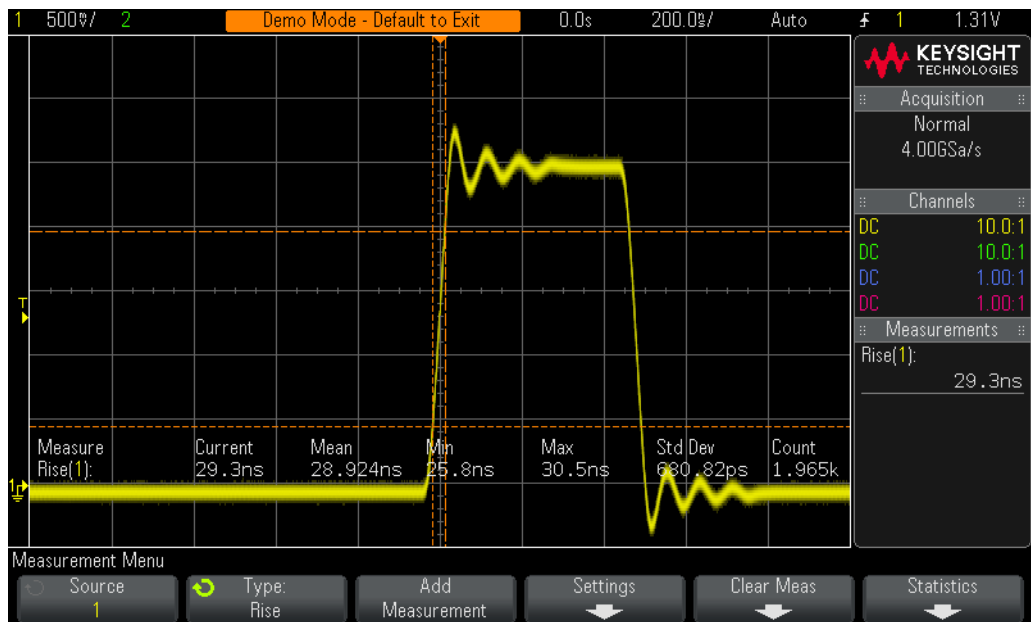 1 500㎷/ 2 Demo Mode - Default to Exit 0.0s 200.0㎱/ Auto 1 1.31V
KEYSIGHT
TECHNOLOGIES
Acquisition
Normal
4.00GSa/s
Channels
DC 10.0:1
DC 10.0:1
DC 1.00:1
DC 1.00:1
Measurements
Rise(1):
29.3ns
T
Measure Current Mean Min Max Std Dev Count
Rise(1): 29.3ns 28.924ns 25.8ns 30.5ns 680.82ps 1.965k
1
Measurement Menu
Source Type: Add Settings Clear Meas Statistics
1 Rise Measurement